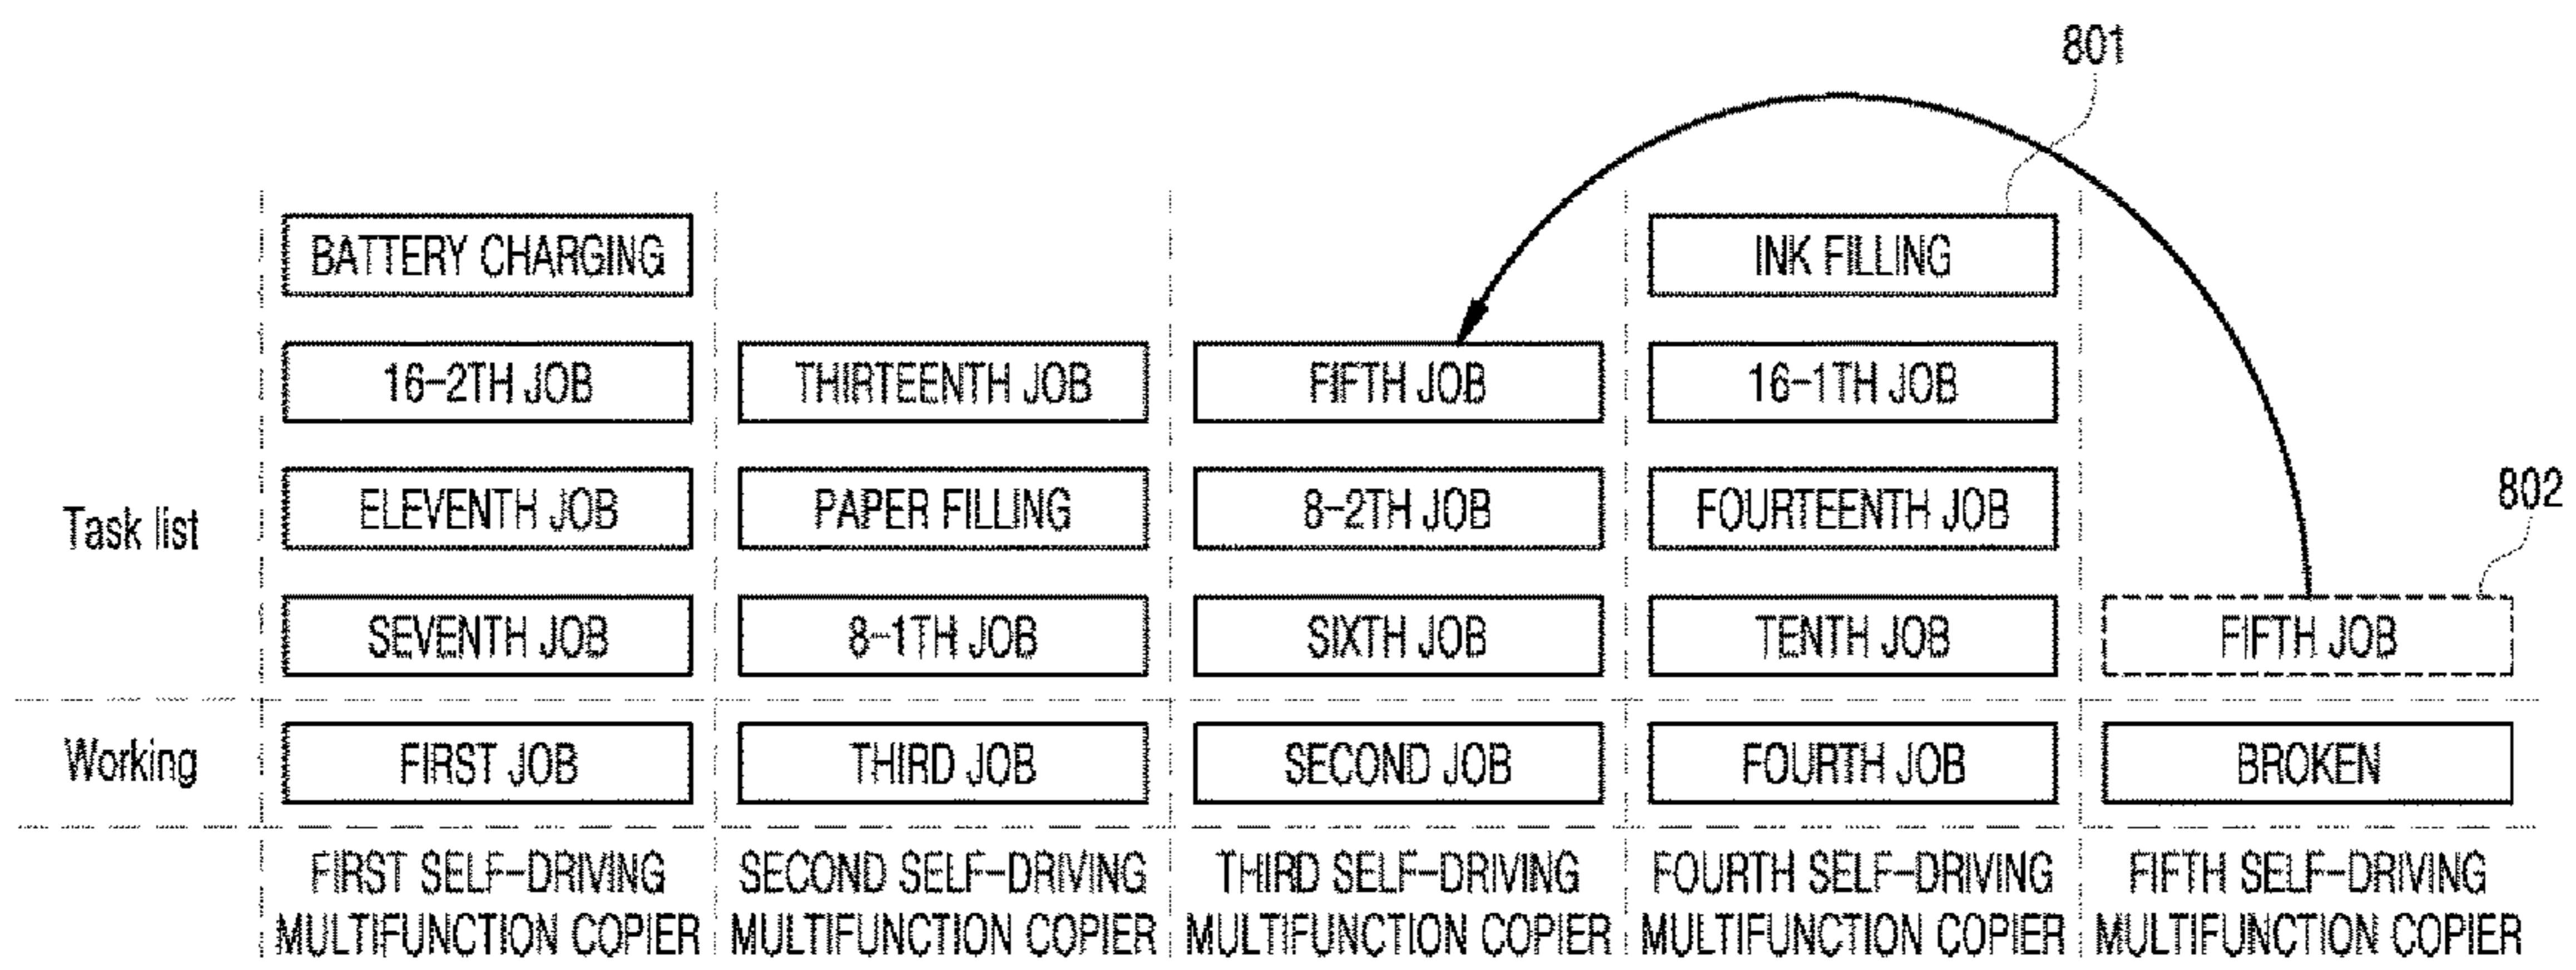 801
BATTERY CHARGING
INK FILLING
16-2TH JOB
THIRTEENTH JOB
FIFTH JOB
16-1TH JOB
Task list
ELEVENTH JOB
PAPER FILLING
8-2TH JOB
FOURTEENTH JOB
802
SEVENTH JOB
8-1TH JOB
SIXTH JOB
TENTH JOB
FIFTH JOB
Working
FIRST JOB
THIRD JOB
SECOND JOB
FOURTH JOB
BROKEN
FIRST SELF-DRIVING
MULTIFUNCTION COPIER
SECOND SELF-DRIVING
MULTIFUNCTION COPIER
THIRD SELF-DRIVING
MULTIFUNCTION COPIER
FOURTH SELF-DRIVING
MULTIFUNCTION COPIER
FIFTH SELF-DRIVING
MULTIFUNCTION COPIER